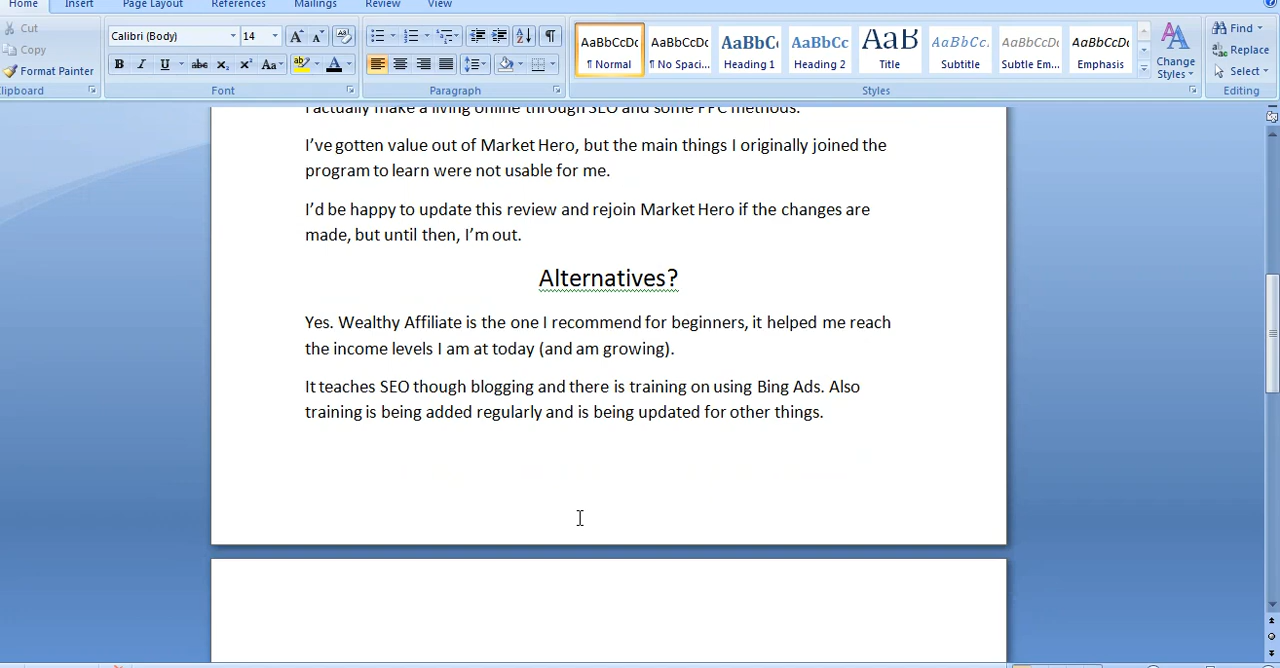 Home Insert Page Layout References Mailings Review View
Cut
Copy
Format Painter
Calibri (Body) 14
B I U abc X₂ X² Aa ab A
AaBbCcDc AaBbCcDc AaBbCc AaBbCc AaB AaBbCc. AaBbCcDc AaBbCcDc
¶ Normal ¶ No Spaci... Heading 1 Heading 2 Title Subtitle Subtle Em... Emphasis
Change
Styles
Find
Replace
Select
lipboard Font Paragraph Styles Editing
I actually make a living online through SEO and some PPC methods.
I've gotten value out of Market Hero, but the main things I originally joined the
program to learn were not usable for me.
I'd be happy to update this review and rejoin Market Hero if the changes are
made, but until then, I'm out.
Alternatives?
Yes. Wealthy Affiliate is the one I recommend for beginners, it helped me reach
the income levels I am at today (and am growing).
It teaches SEO though blogging and there is training on using Bing Ads. Also
training is being added regularly and is being updated for other things.